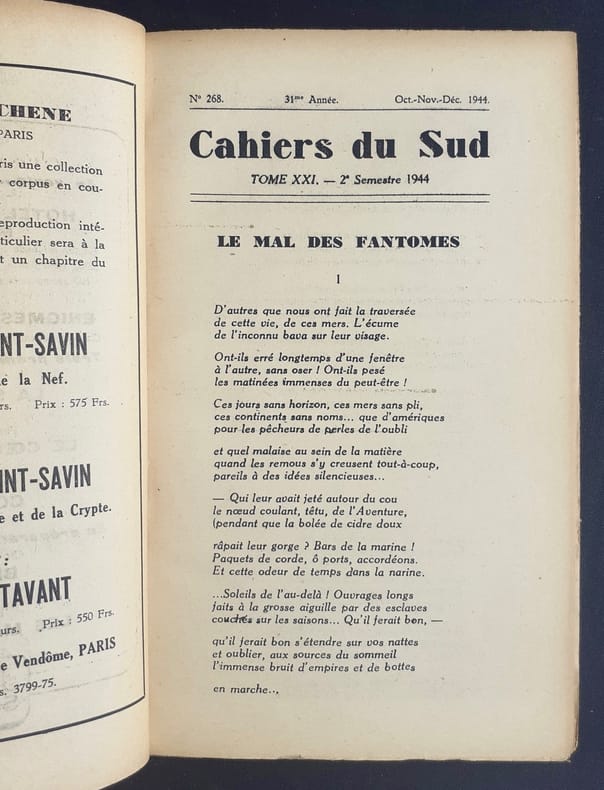 CHENE
PARIS
ris une collection
corpus en cou-
reproduction inté-
ticulier sera à la
t un chapitre du
NT-SAVIN
e la Nef.
rs. Prix : 575 Frs.
INT-SAVIN
e et de la Crypte.
:
TAVANT
urs. Prix : 550 Frs.
e Vendôme, PARIS
s. 3799-75.
N° 268. 31me Année. Oct.-Nov.-Déc. 1944.
Cahiers du Sud
TOME XXI. — 2e Semestre 1944
LE MAL DES FANTOMES
I
D'autres que nous ont fait la traversée
de cette vie, de ces mers. L'écume
de l'inconnu bava sur leur visage.
Ont-ils erré longtemps d'une fenêtre
à l'autre, sans oser ! Ont-ils pesé
les matinées immenses du peut-être !
Ces jours sans horizon, ces mers sans pli,
ces continents sans noms... que d'amériques
pour les pêcheurs de perles de l'oubli
et quel malaise au sein de la matière
quand les remous s'y creusent tout-à-coup,
pareils à des idées silencieuses...
— Qui leur avait jeté autour du cou
le nœud coulant, têtu, de l'Aventure,
(pendant que la bolée de cidre doux
râpait leur gorge ? Bars de la marine !
Paquets de corde, ô ports, accordéons.
Et cette odeur de temps dans la narine.
...Soleils de l'au-delà ! Ouvrages longs
faits à la grosse aiguille par des esclaves
couchés sur les saisons... Qu'il ferait bon, —
qu'il ferait bon s'étendre sur vos nattes
et oublier, aux sources du sommeil
l'immense bruit d'empires et de bottes
en marche...